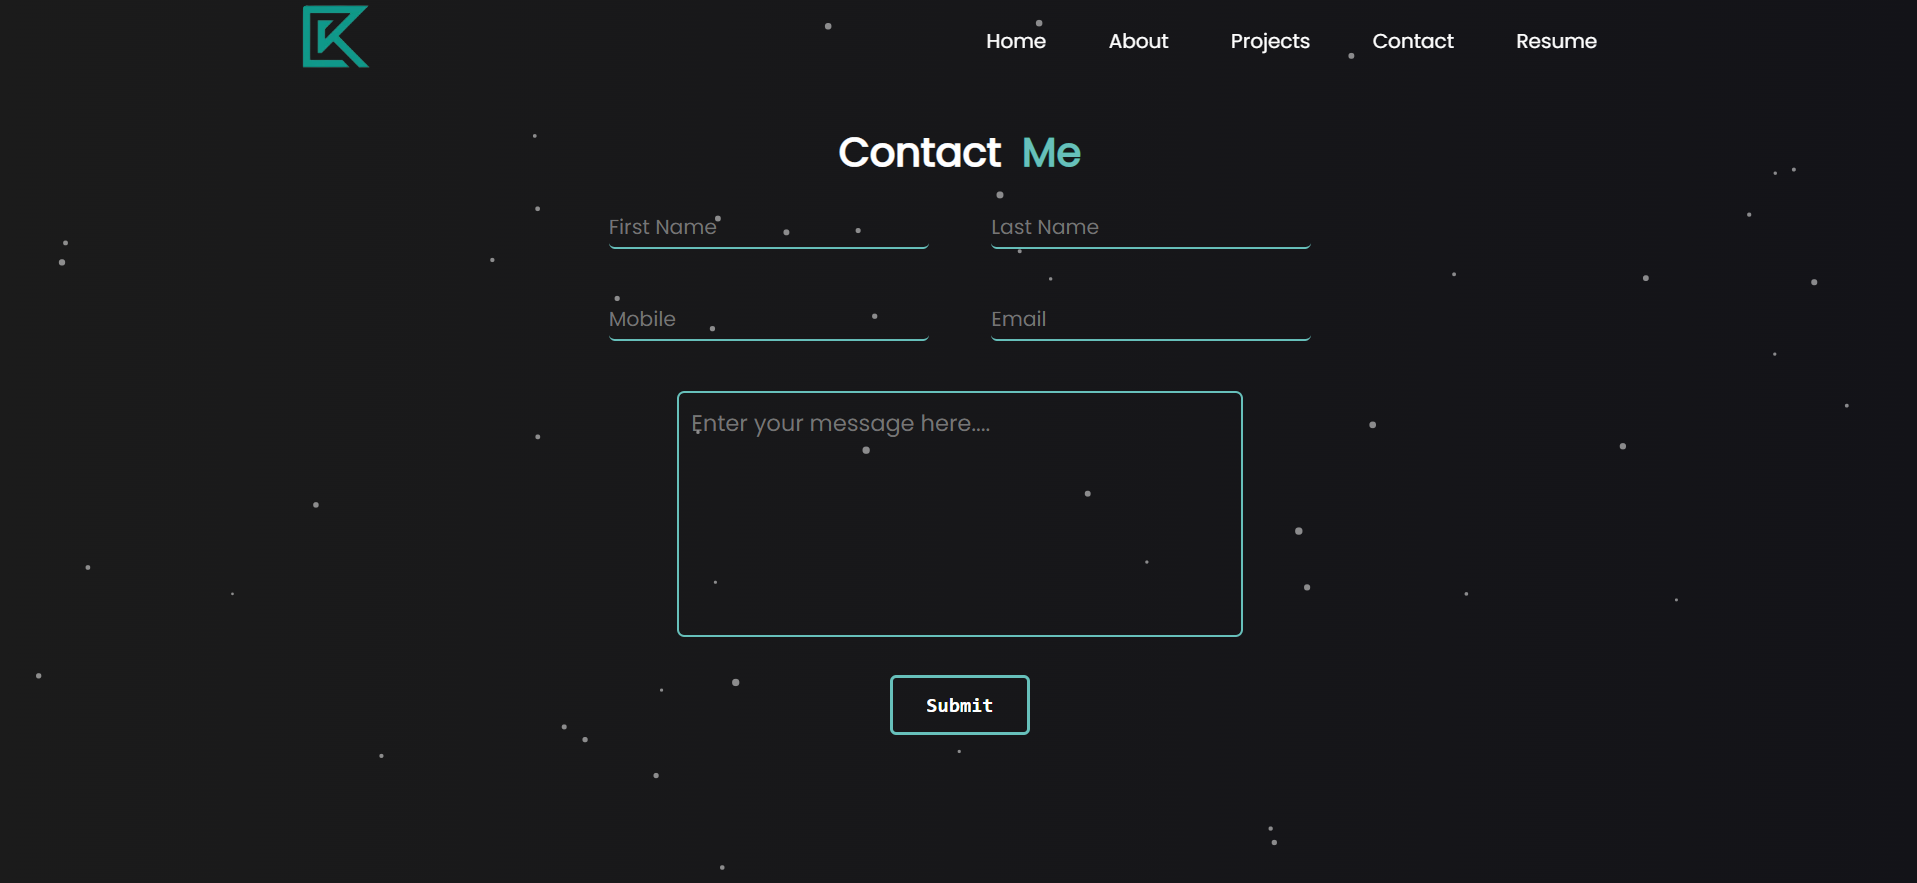 Home About Projects Contact Resume
Contact Me
First Name Last Name
Mobile Email
Enter your message here....
Submit